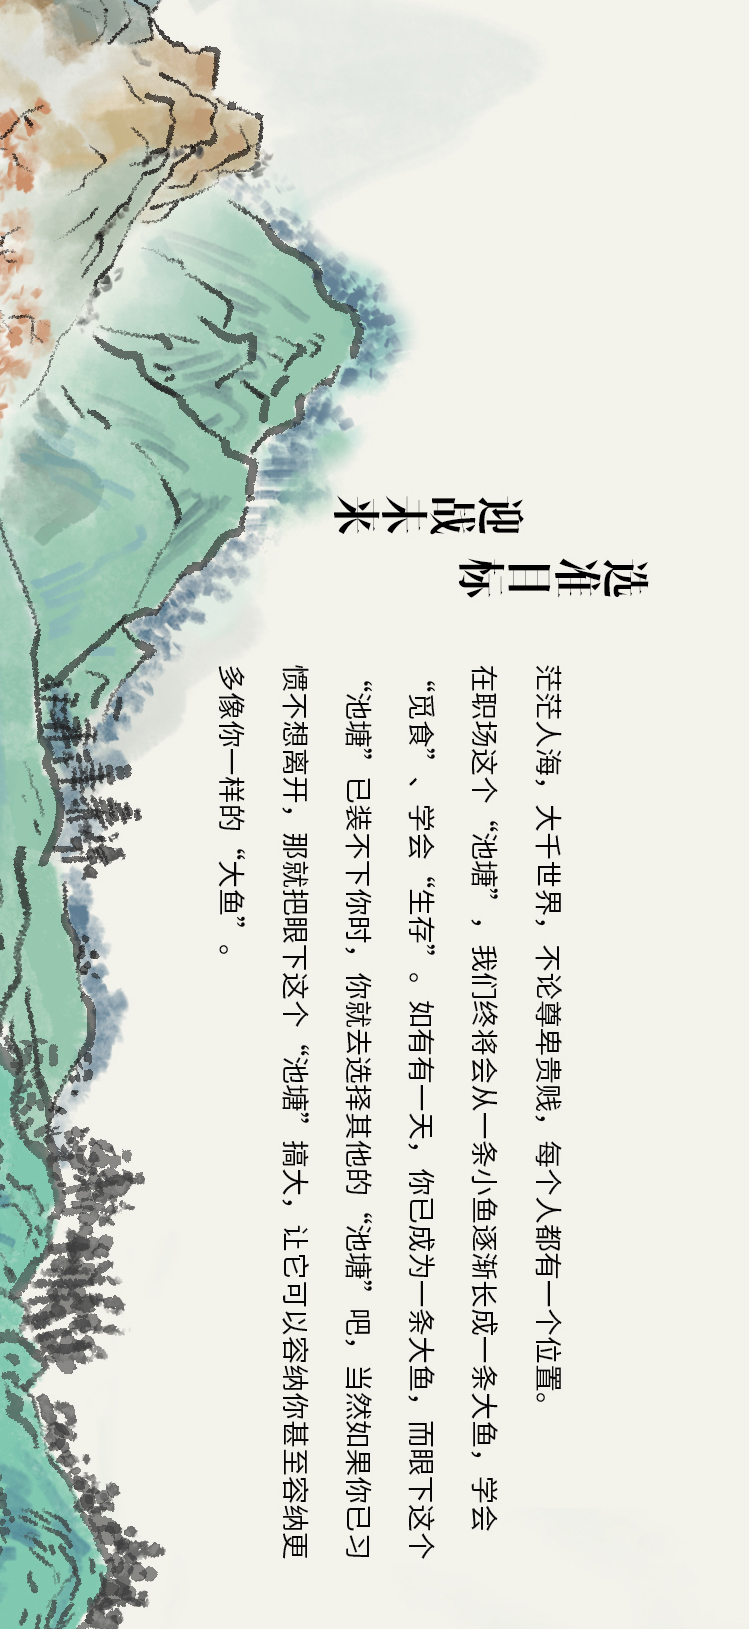 选准目标
迎战未来
茫茫人海，大千世界，不论尊卑贵贱，每个人都有一个位置。
在职场这个“池塘”，我们终将会从一条小鱼逐渐长成一条大鱼，学会
“觅食”、学会“生存”。如有有一天，你已成为一条大鱼，而眼下这个
“池塘”已装不下你时，你就去选择其他的“池塘”吧，当然如果你已习
惯不想离开，那就把眼下这个“池塘”搞大，让它可以容纳你甚至容纳更
多像你一样的“大鱼”。